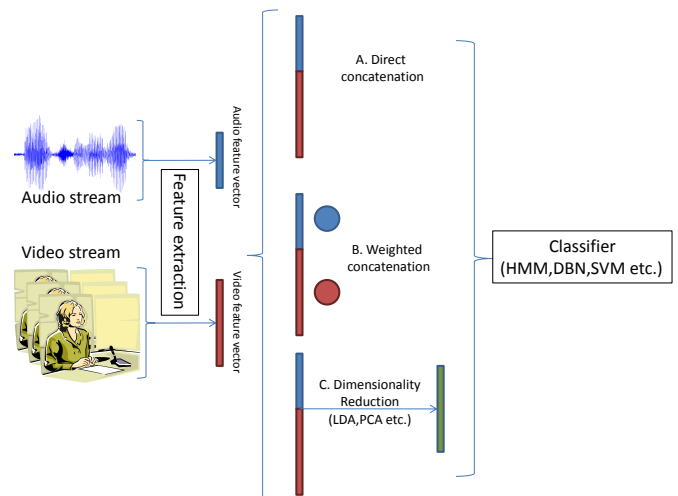 Audio stream
Video stream
Feature extraction
Audio feature vector
Video feature vector
A. Direct
concatenation
B. Weighted
concatenation
C. Dimensionality
Reduction
(LDA,PCA etc.)
Classifier
(HMM,DBN,SVM etc.)